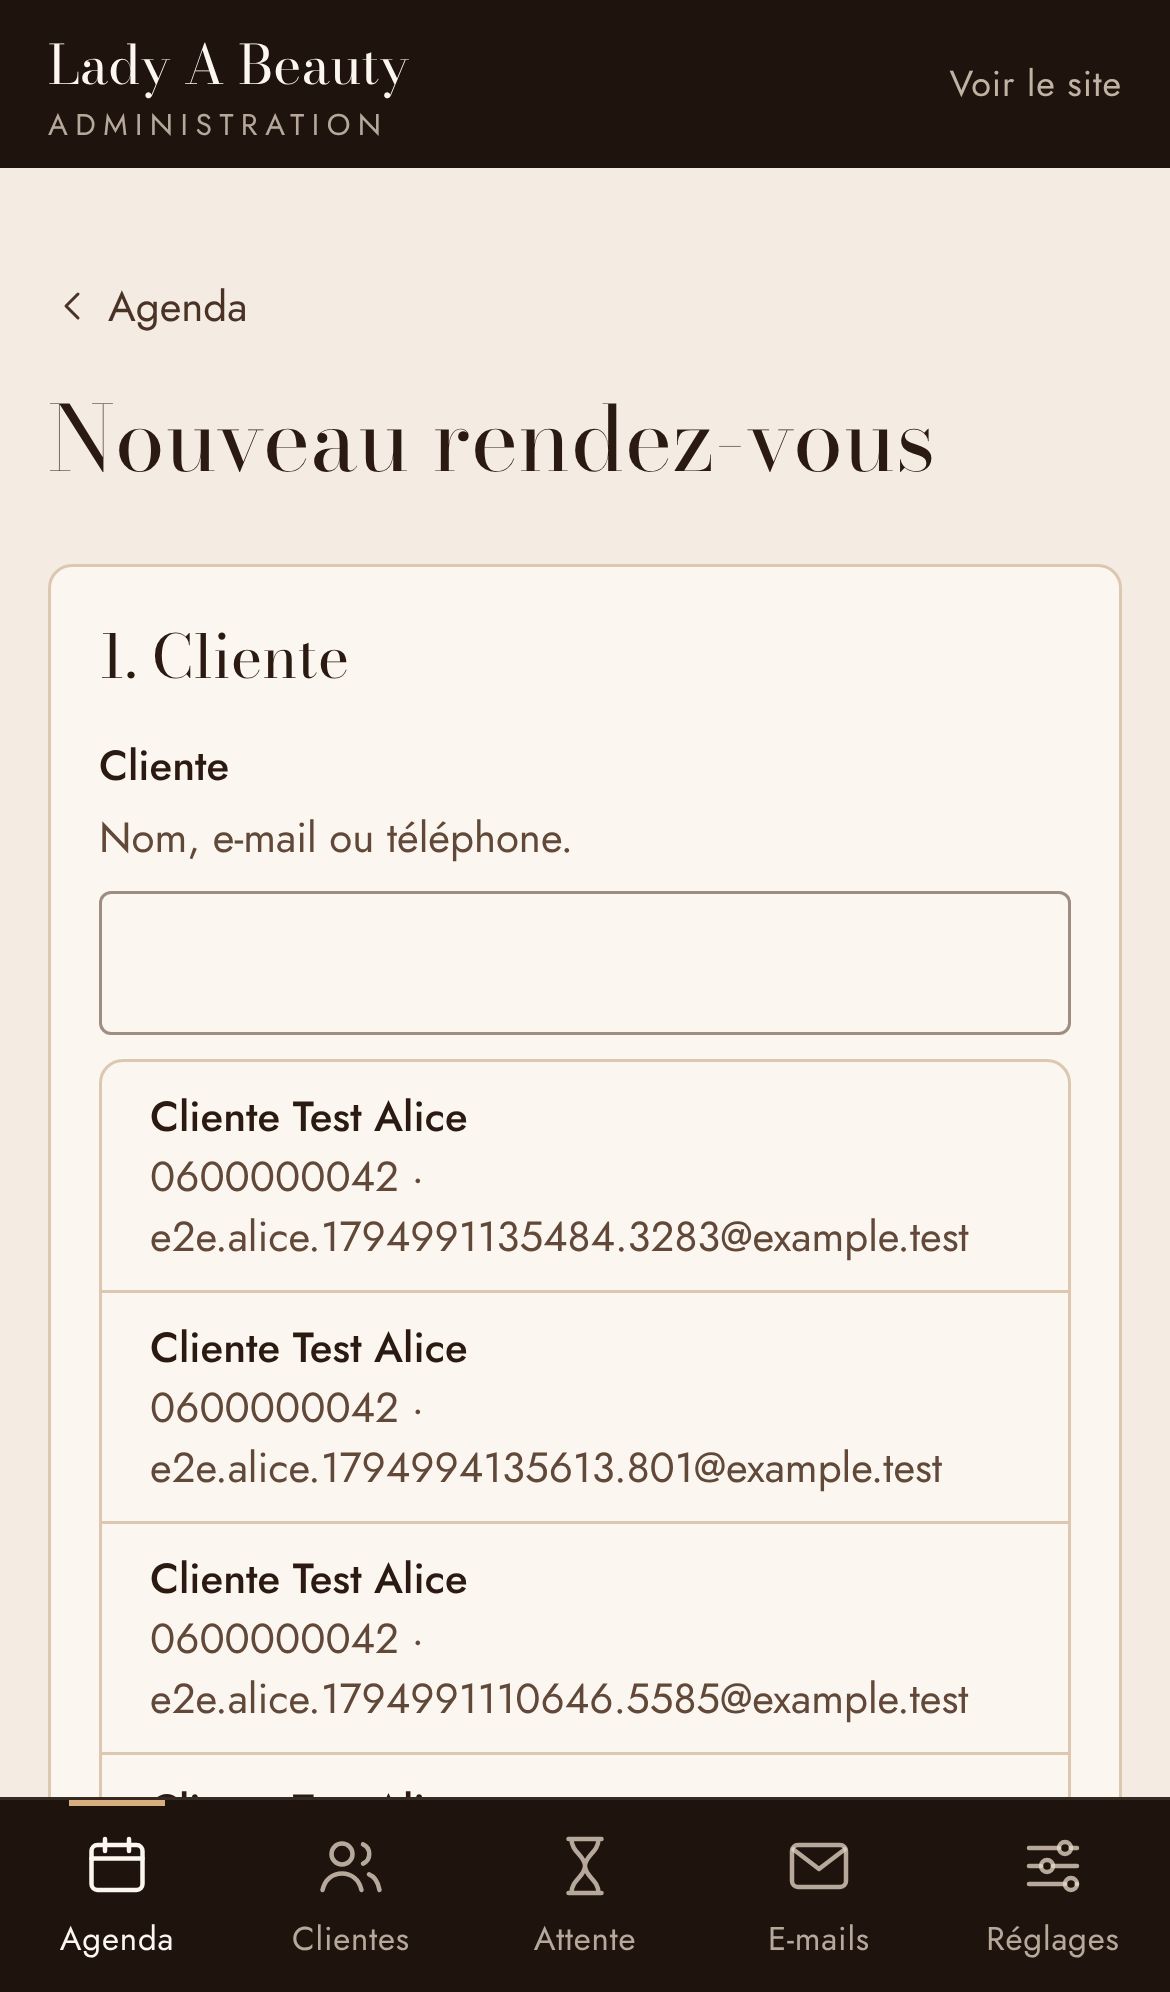 Lady A Beauty
ADMINISTRATION
Voir le site
Agenda
Nouveau rendez-vous
1. Cliente
Cliente
Nom, e-mail ou téléphone.
Cliente Test Alice
0600000042 ·
e2e.alice.1794991135484.3283@example.test
Cliente Test Alice
0600000042 ·
e2e.alice.1794994135613.801@example.test
Cliente Test Alice
0600000042 ·
e2e.alice.1794991110646.5585@example.test
Agenda
Clientes
Attente
E-mails
Réglages